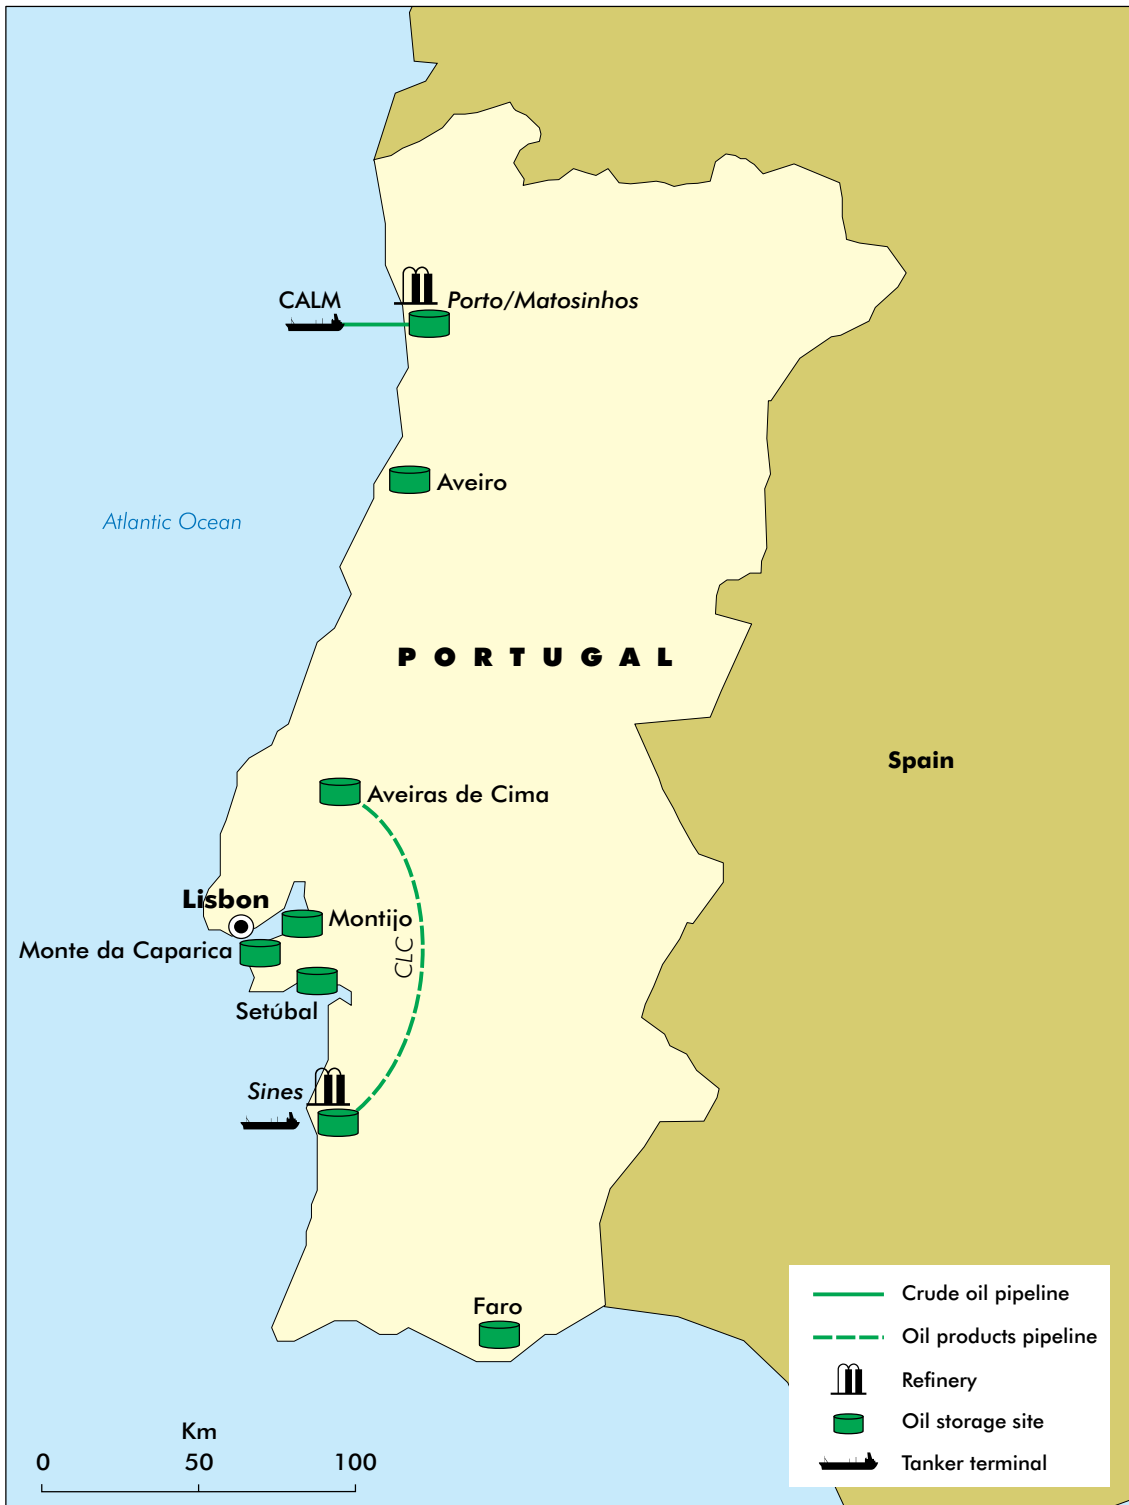 CALM
Porto/Matosinhos
Aveiro
Atlantic Ocean
PORTUGAL
Spain
Aveiras de Cima
Lisbon
Montijo
Monte da Caparica
CLC
Setúbal
Sines
Faro
Crude oil pipeline
Oil products pipeline
Refinery
Oil storage site
Tanker terminal
Km
0 50 100